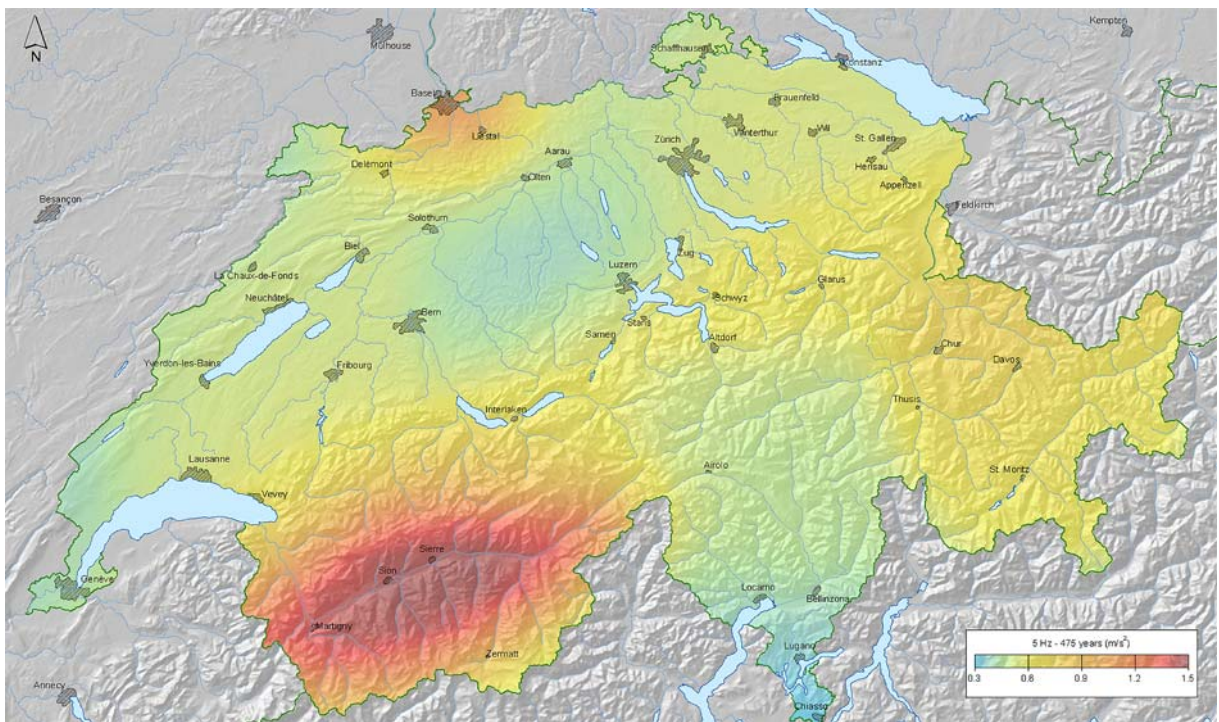 Kempten
Mulhouse
N
Schaffhausen
Konstanz
Basel
Frauenfeld
Liestal
Winterthur
Wil
St. Gallen
Zürich
Aarau
Herisau
Delémont
Olten
Appenzell
Besançon
Feldkirch
Solothurn
Biel
Zug
La Chaux-de-Fonds
Luzern
Glarus
Neuchâtel
Schwyz
Bern
Stans
Sarnen
Altdorf
Chur
Yverdon-les-Bains
Davos
Fribourg
Thusis
Interlaken
Lausanne
Airolo
St. Moritz
Vevey
Sierre
Sion
Genève
Locarno
Bellinzona
Martigny
Lugano
Zermatt
5 Hz - 475 years (m/s²)
0.3 0.6 0.9 1.2 1.5
Annecy
Chiasso